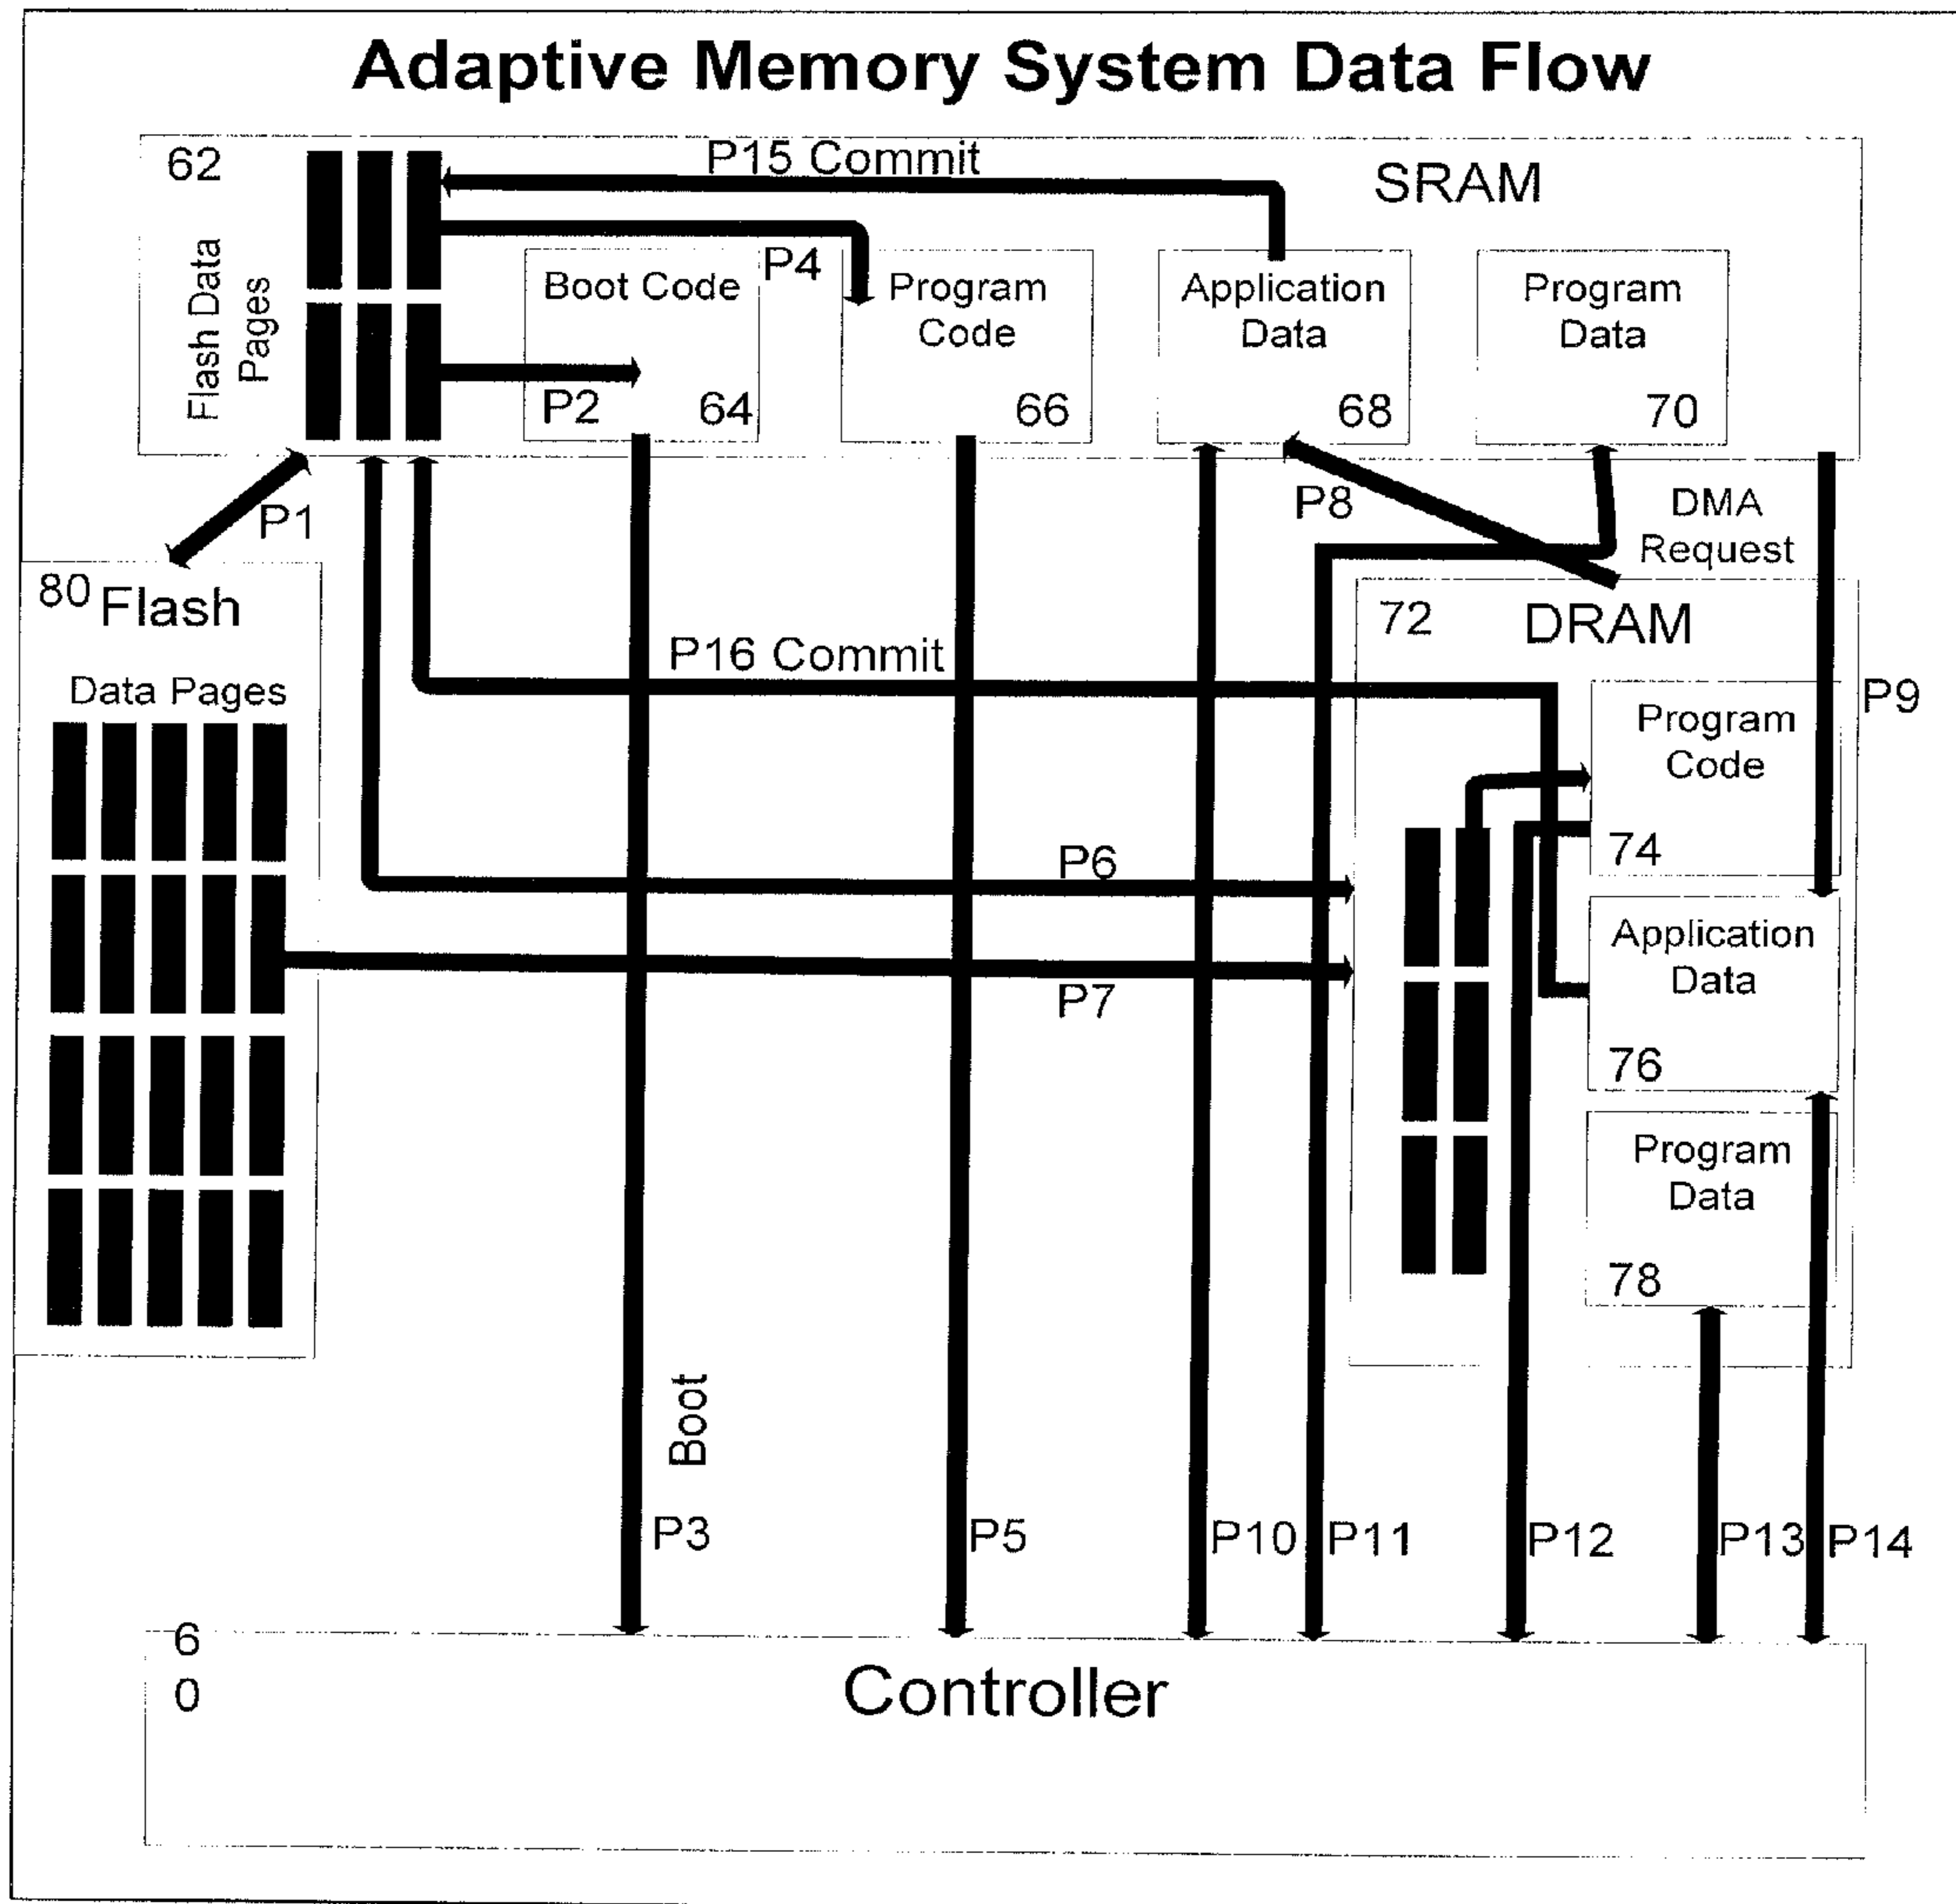 Adaptive Memory System Data Flow
62
P15 Commit
SRAM
Flash Data
Pages
P4
Boot Code
Program
Code
Application
Data
Program
Data
P2
64
66
68
70
P1
P8
DMA
Request
80
Flash
72
DRAM
P16 Commit
Data Pages
P9
Program
Code
74
P6
Application
Data
P7
76
Program
Data
78
Boot
P3
P5
P10
P11
P12
P13
P14
6
0
Controller